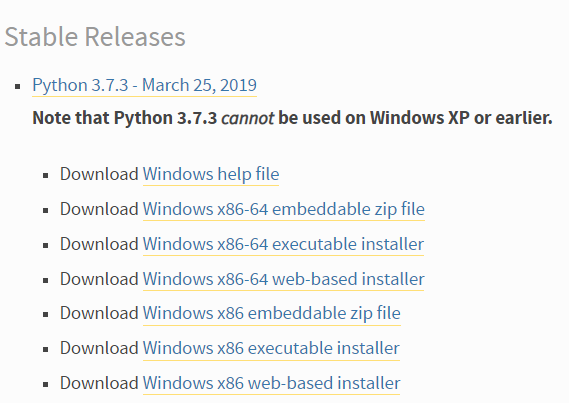 Stable Releases
Python 3.7.3 - March 25, 2019
Note that Python 3.7.3 cannot be used on Windows XP or earlier.
Download Windows help file
Download Windows x86-64 embeddable zip file
Download Windows x86-64 executable installer
Download Windows x86-64 web-based installer
Download Windows x86 embeddable zip file
Download Windows x86 executable installer
Download Windows x86 web-based installer